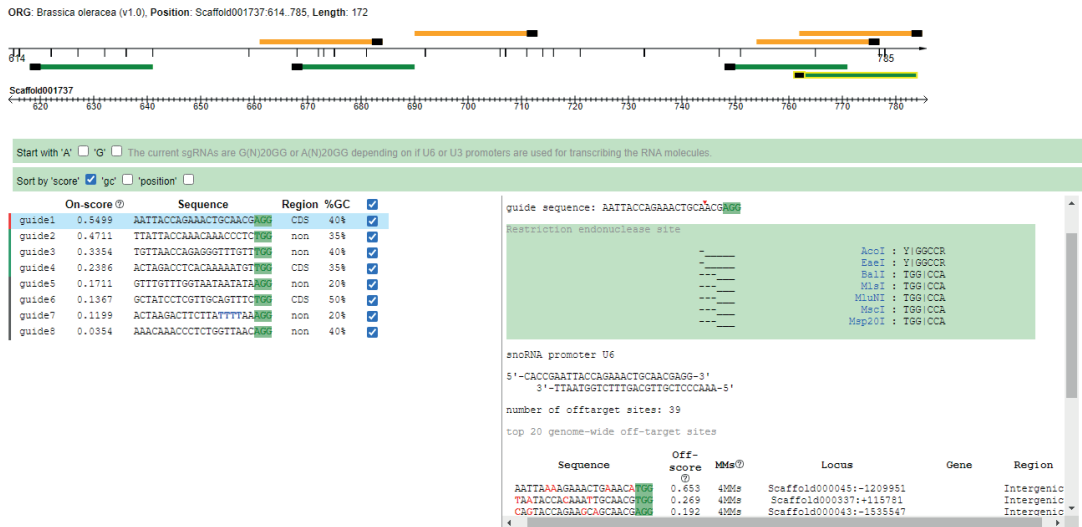 ORG: Brassica oleracea (v1.0), Position: Scaffold001737:614..785, Length: 172
614
785
Scaffold001737
620 630 640 650 660 670 680 690 700 710 720 730 740 750 760 770 780
Start with 'A' 'G' The current sgRNAs are G(N)20GG or A(N)20GG depending on if U6 or U3 promoters are used for transcribing the RNA molecules.
Sort by 'score' 'gc' 'position'
On-score Sequence Region %GC
guide1 0.5499 AATTACCAGAAACTGCAACGAGG CDS 40%
guide2 0.4711 TTATTACCAAACAAACCCTCTGG non 35%
guide3 0.3354 TGTTAACCAGAGGGTTTGTTTGG non 40%
guide4 0.2386 ACTAGACCTCACAAAAATGTTGG CDS 35%
guide5 0.1711 GTTTGTTTGGTAATAATATAAGG non 20%
guide6 0.1367 GCTATCCTCGTTGCAGTTTCTGG CDS 50%
guide7 0.1199 ACTAAGACTTCTTATTTTAAAGG non 20%
guide8 0.0354 AAACAAACCCTCTGGTTAACAGG non 40%
guide sequence: AATTACCAGAAACTGCAACGAGG
Restriction endonuclease site
AcoI : Y|GGCCR
EaeI : Y|GGCCR
BalI : TGG|CCA
MlsI : TGG|CCA
MluNI : TGG|CCA
MscI : TGG|CCA
Msp20I : TGG|CCA
snoRNA promoter U6
5'-CACCGAATTACCAGAAACTGCAACGAGG-3'
3'-TTAATGGTCTTTGACGTTGCTCCCAAA-5'
number of offtarget sites: 39
top 20 genome-wide off-target sites
Sequence Off-score MMs Locus Gene Region
AATTAAAAGAAACTGAAACATGG 0.653 4MMs Scaffold000045:-1209951 Intergenic
TAATACCACAAATTGCAACGTGG 0.269 4MMs Scaffold000337:+115781 Intergenic
CAGTACCAGAAGCAGCAACGAGG 0.192 4MMs Scaffold000043:-1535547 Intergenic